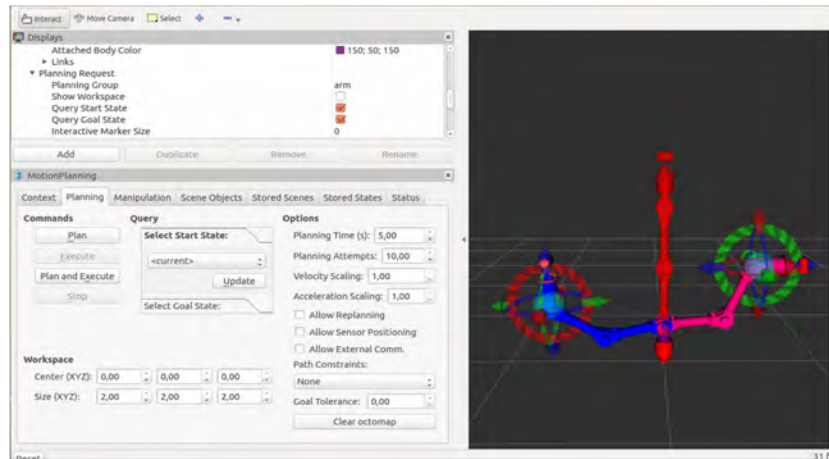 Interact Move Camera Select
Displays
Attached Body Color 150; 50; 150
Links
Planning Request
Planning Group arm
Show Workspace
Query Start State
Query Goal State
Interactive Marker Size 0
Add Duplicate Remove Rename
MotionPlanning
Context Planning Manipulation Scene Objects Stored Scenes Stored States Status
Commands Query Options
Plan Select Start State: Planning Time (s): 5,00
Execute <current> Planning Attempts: 10,00
Plan and Execute Update Velocity Scaling: 1,00
Stop Select Goal State: Acceleration Scaling: 1,00
Allow Replanning
Allow Sensor Positioning
Allow External Comm.
Workspace Path Constraints:
Center (XYZ): 0,00 0,00 0,00 None
Size (XYZ): 2,00 2,00 2,00 Goal Tolerance: 0,00
Clear octomap
Reset